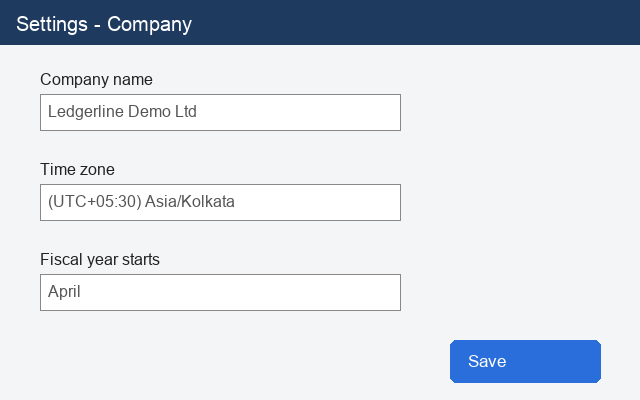 Settings - Company
Company name
Ledgerline Demo Ltd
Time zone
(UTC+05:30) Asia/Kolkata
Fiscal year starts
April
Save